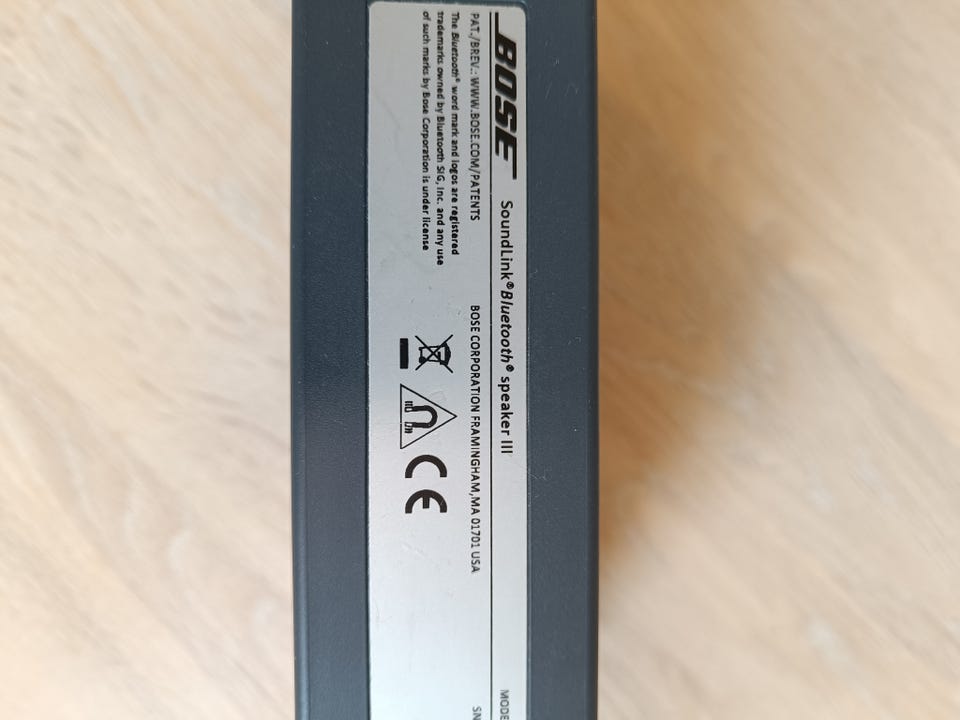 BOSE SoundLink® Bluetooth® speaker III
PAT./BREV.: WWW.BOSE.COM/PATENTS
BOSE CORPORATION FRAMINGHAM,MA 01701 USA
The Bluetooth® word mark and logos are registered
trademarks owned by Bluetooth SIG, Inc. and any use
of such marks by Bose Corporation is under license
CE
MODE
SN